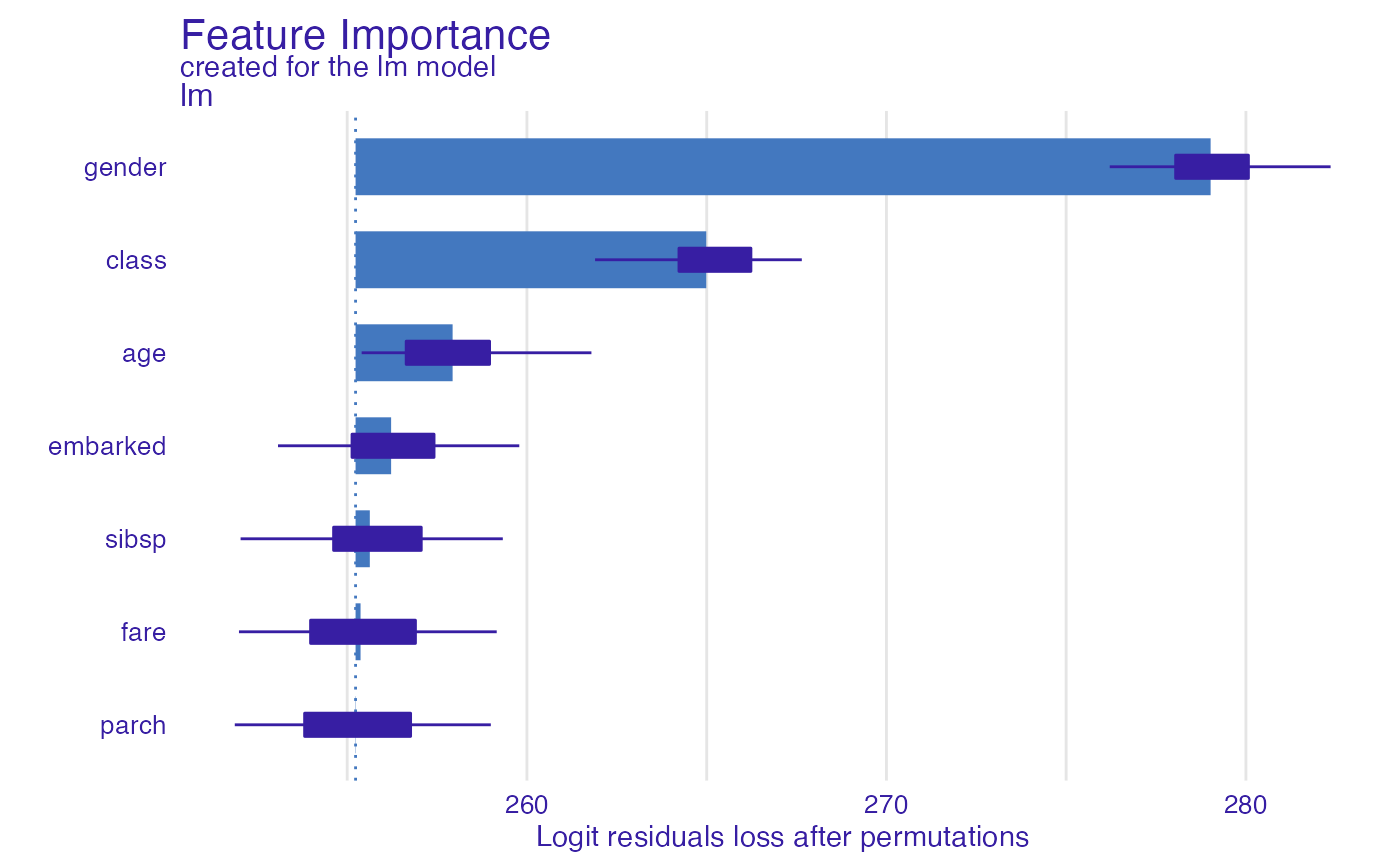 Feature Importance
created for the lm model
lm
gender
class
age
embarked
sibsp
fare
parch
260 270 280
Logit residuals loss after permutations